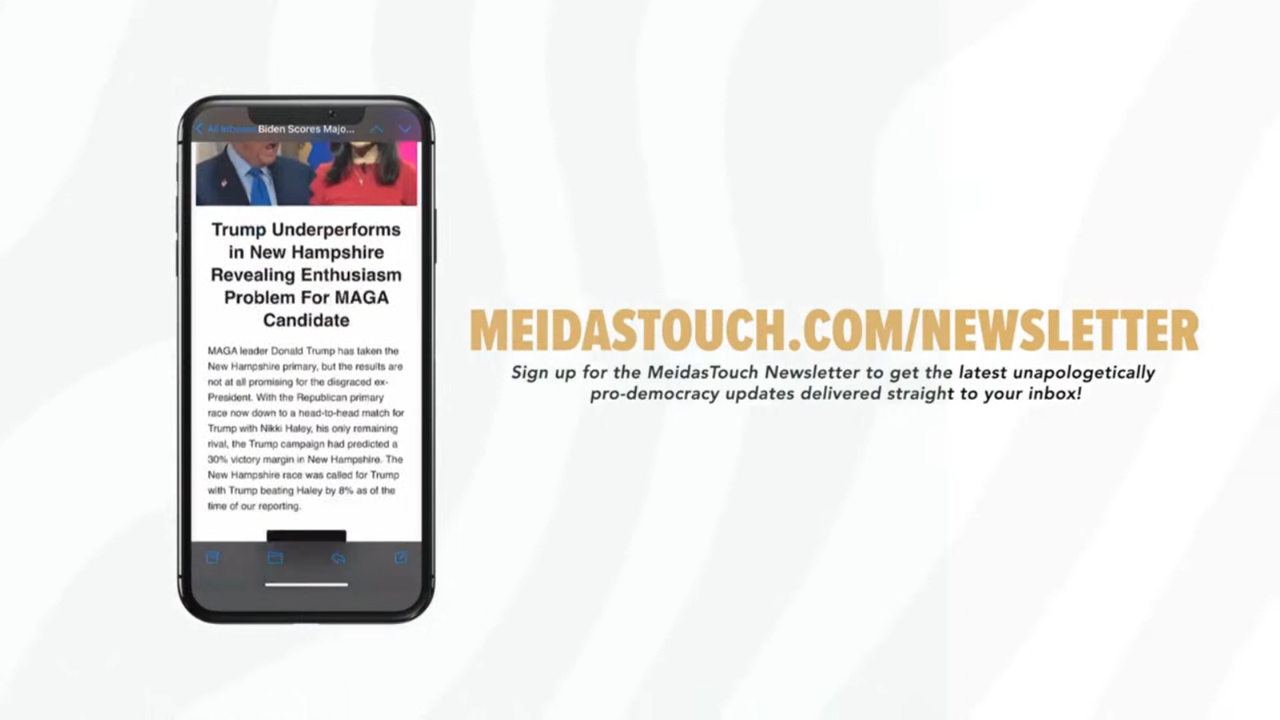 All Inboxes Biden Scores Majo...
Trump Underperforms
in New Hampshire
Revealing Enthusiasm
Problem For MAGA
Candidate
MAGA leader Donald Trump has taken the
New Hampshire primary, but the results are
not at all promising for the disgraced ex-
President. With the Republican primary
race now down to a head-to-head match for
Trump with Nikki Haley, his only remaining
rival, the Trump campaign had predicted a
30% victory margin in New Hampshire. The
New Hampshire race was called for Trump
with Trump beating Haley by 8% as of the
time of our reporting.
MEIDASTOUCH.COM/NEWSLETTER
Sign up for the MeidasTouch Newsletter to get the latest unapologetically
pro-democracy updates delivered straight to your inbox!